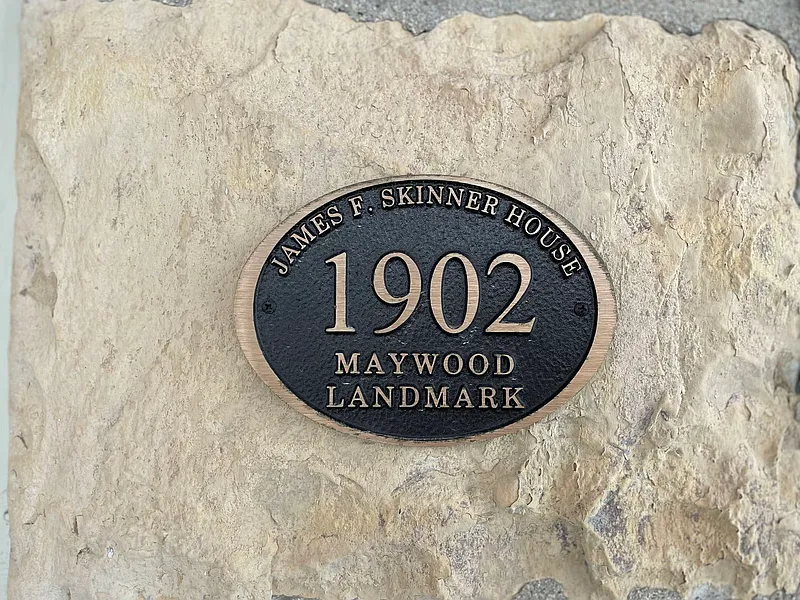 JAMES F. SKINNER HOUSE
1902
MAYWOOD
LANDMARK